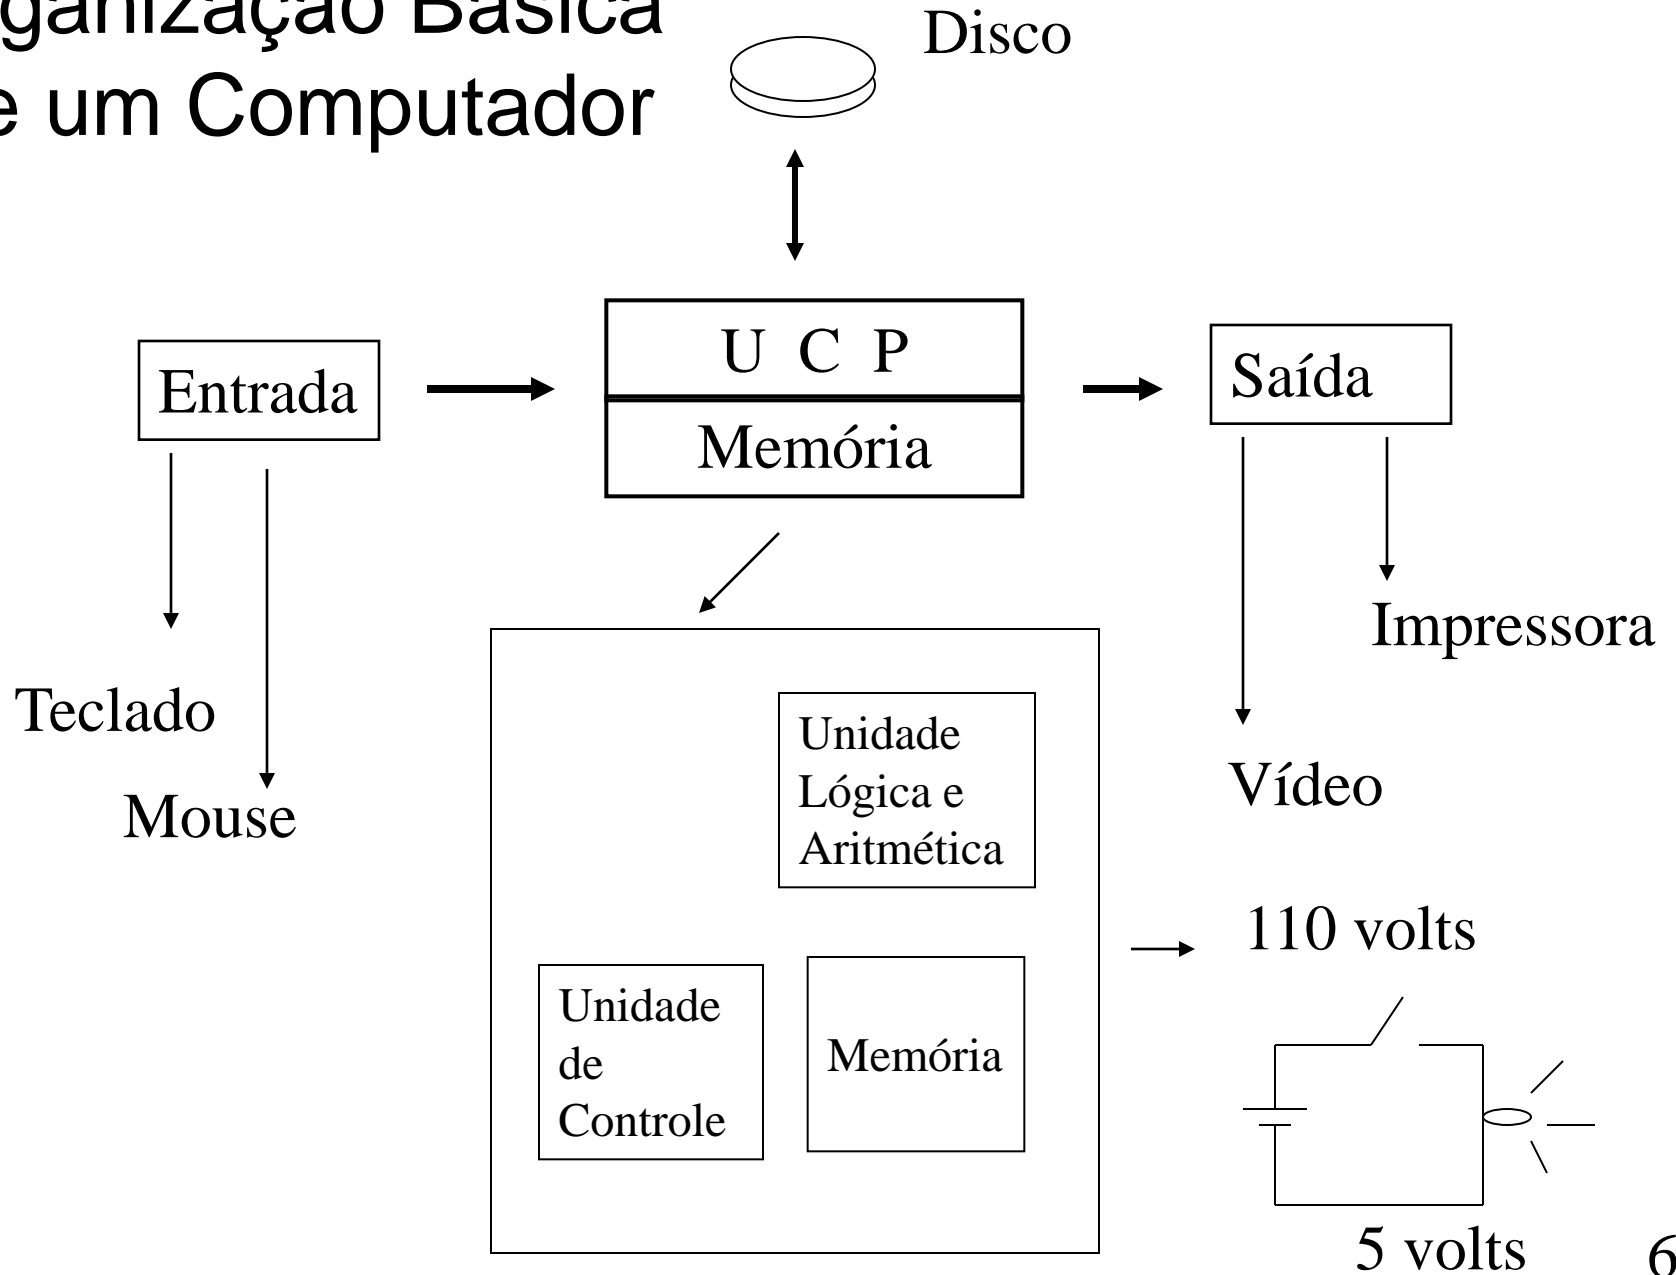 ganização Básica
e um Computador
Disco
U C P
Entrada
Saída
Memória
Impressora
Teclado
Mouse
Vídeo
Unidade
Lógica e
Aritmética
110 volts
Unidade
de
Controle
Memória
5 volts
6